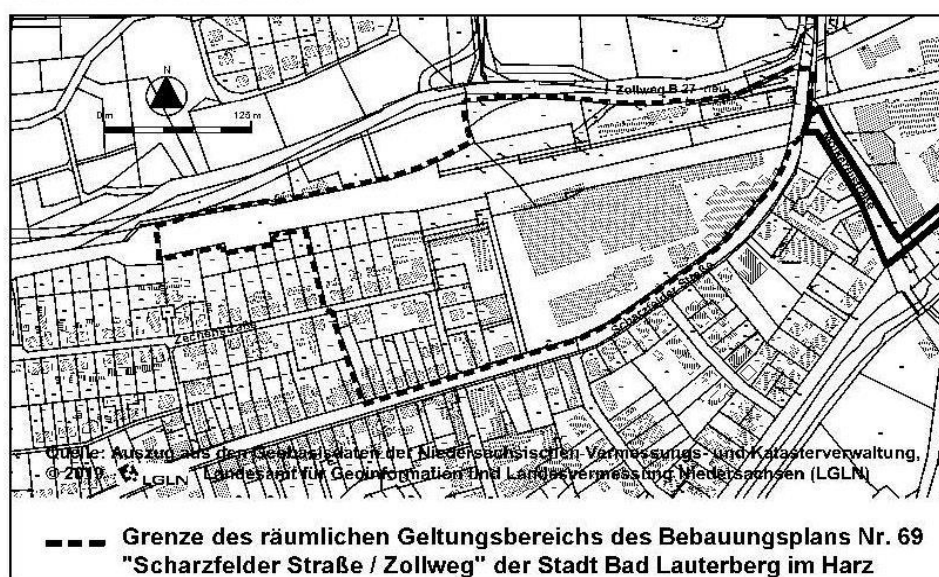 N
0 m 125 m
Zollweg B 27 -neu
Scharzfelder Straße
Quelle: Auszug aus den Geobasisdaten der Niedersächsischen Vermessungs- und Katasterverwaltung,
© 2019 LGLN Landesamt für Geoinformation und Landesvermessung Niedersachsen (LGLN)
Grenze des räumlichen Geltungsbereichs des Bebauungsplans Nr. 69
"Scharzfelder Straße / Zollweg" der Stadt Bad Lauterberg im Harz